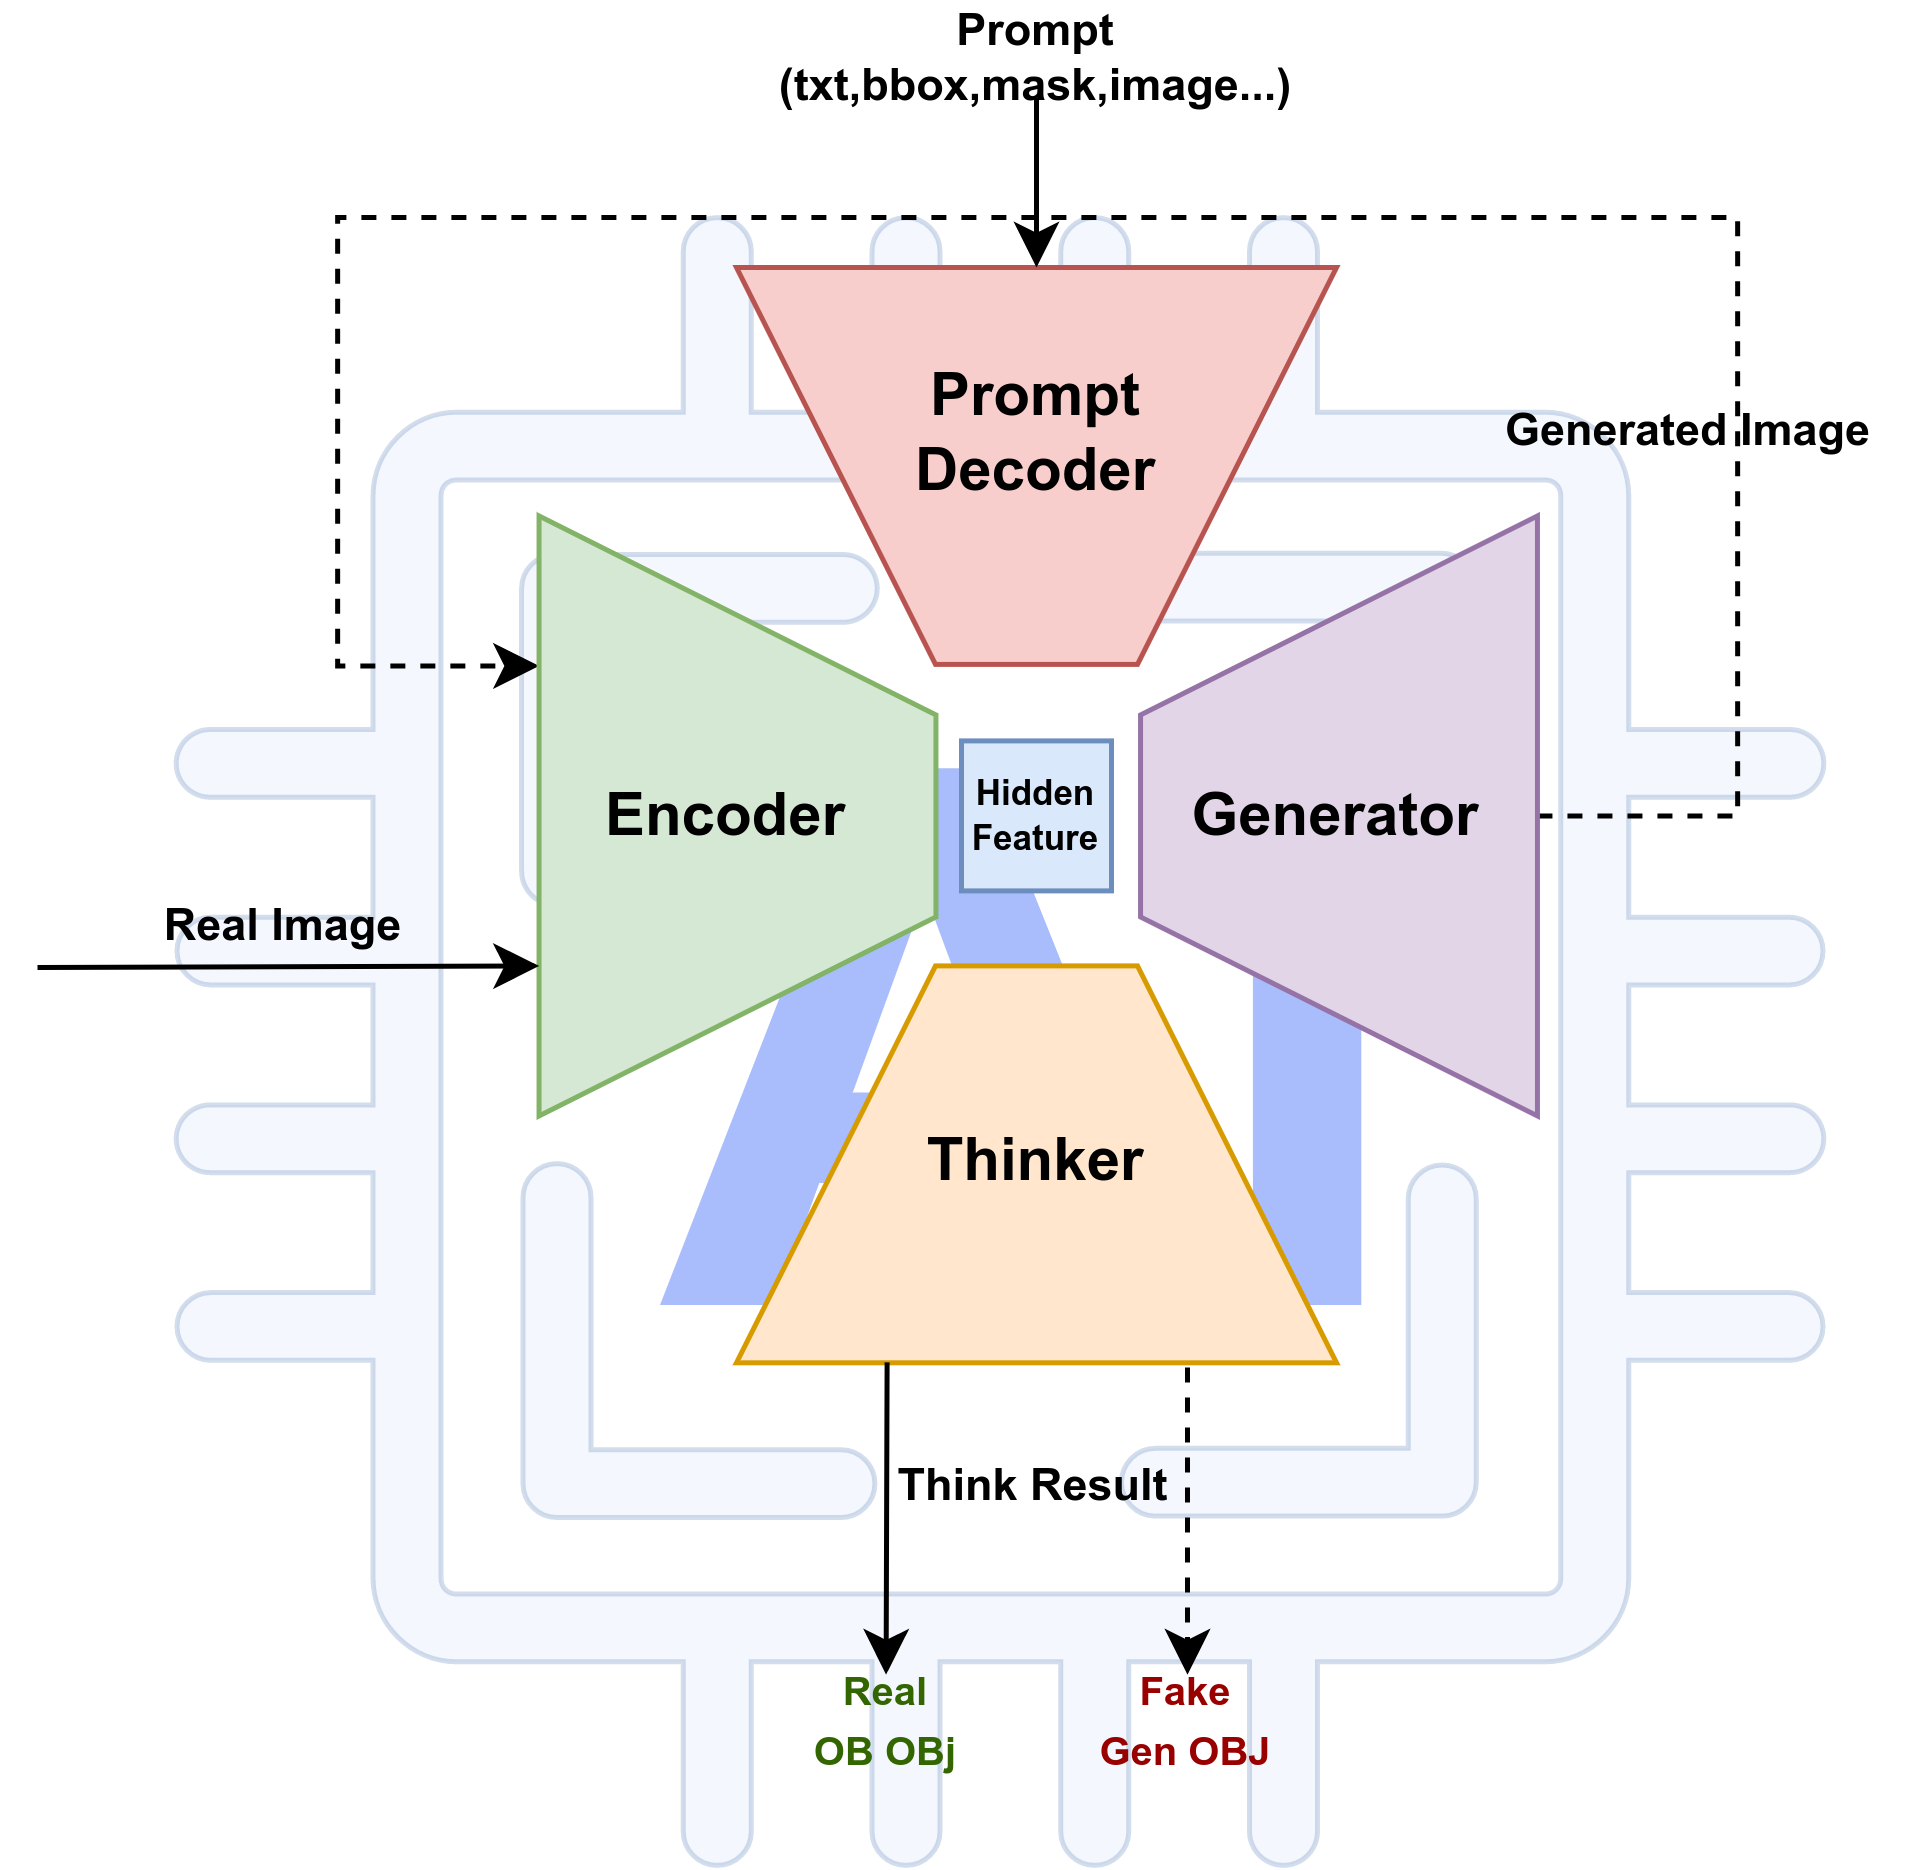 Prompt
(txt,bbox,mask,image...)
Prompt
Decoder
Generated Image
Encoder
Hidden
Feature
Generator
Real Image
Thinker
Think Result
Real
OB OBj
Fake
Gen OBJ